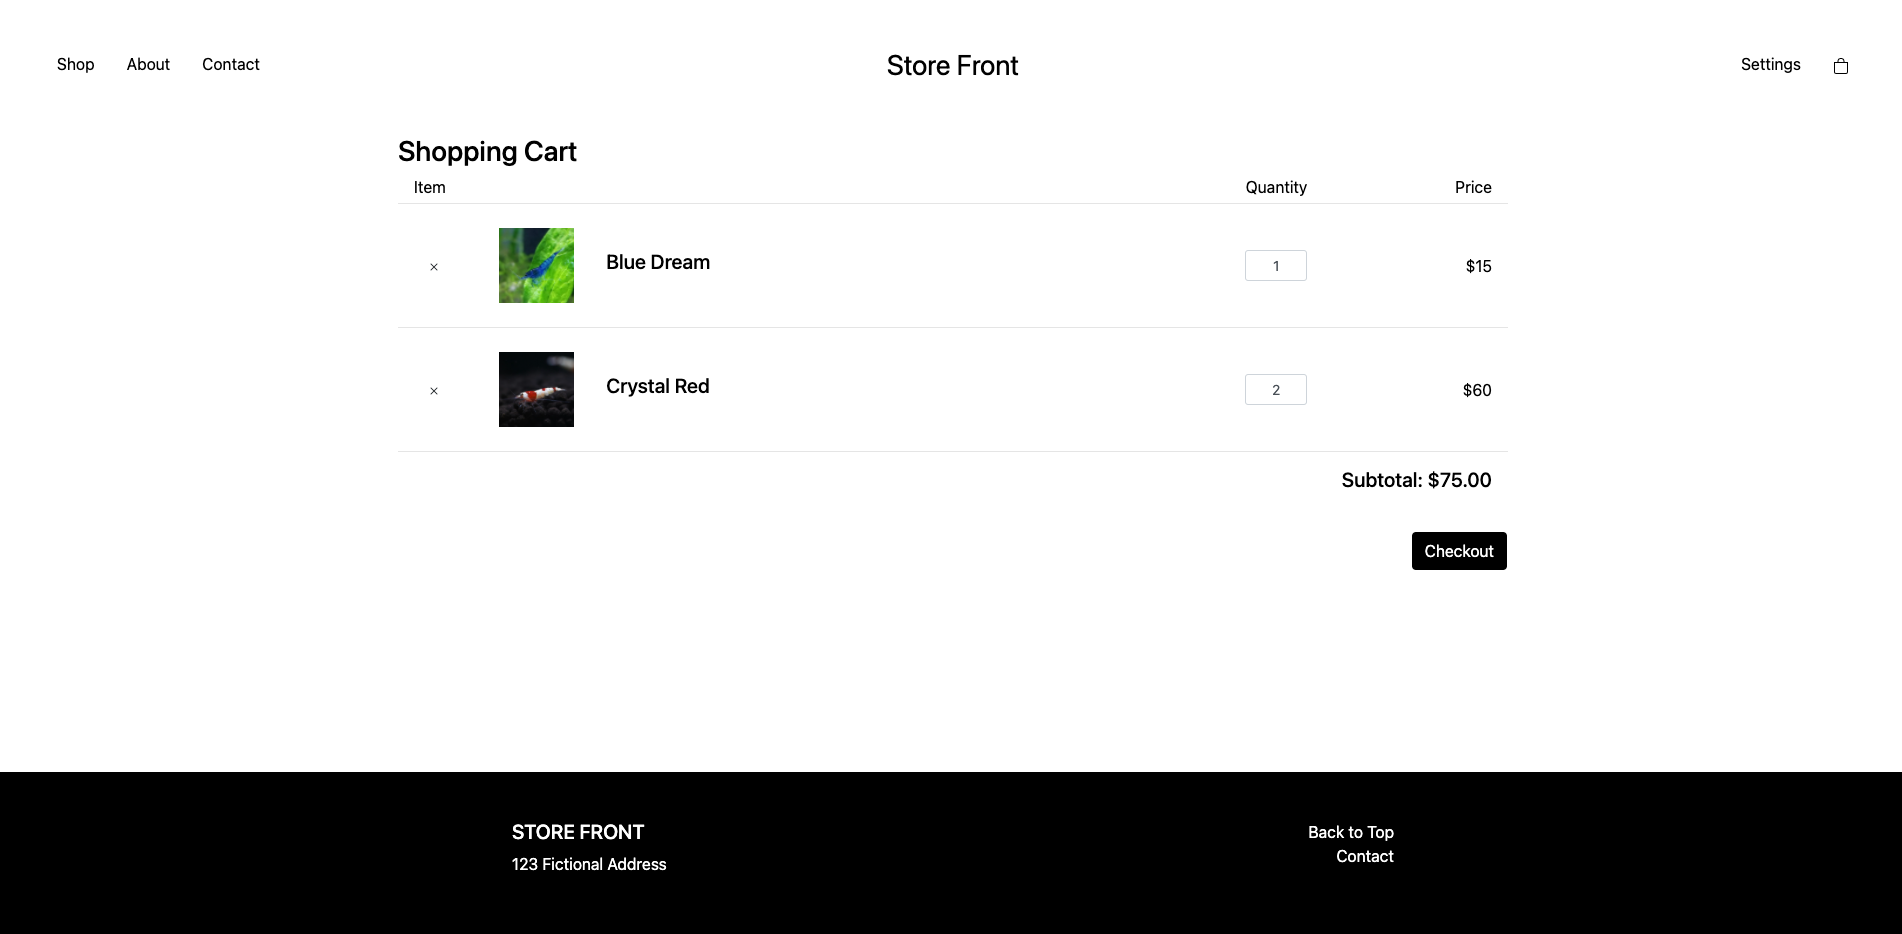 Shop About Contact Store Front Settings
Shopping Cart
Item Quantity Price
× Blue Dream 1 $15
× Crystal Red 2 $60
Subtotal: $75.00
Checkout
STORE FRONT
123 Fictional Address
Back to Top
Contact